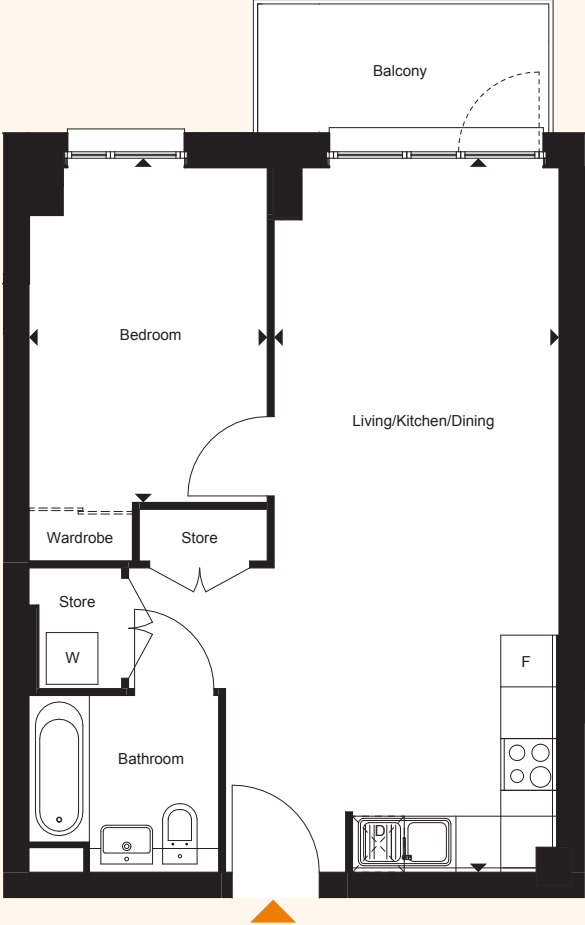 Balcony
Bedroom
Living/Kitchen/Dining
Wardrobe
Store
Store
W
F
Bathroom
D